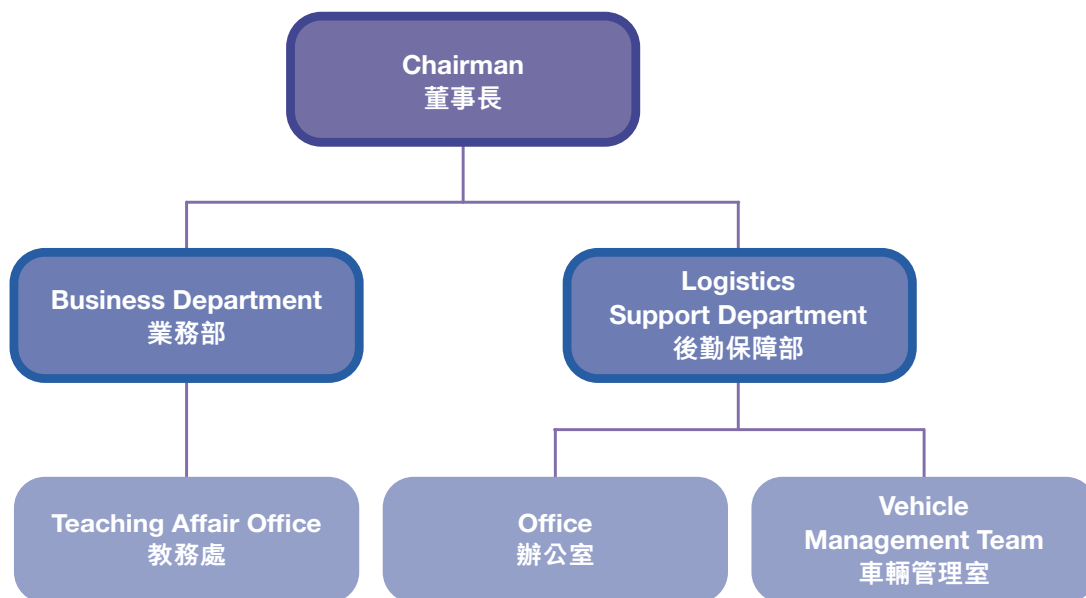 Chairman
董事長
Business Department
業務部
Logistics
Support Department
後勤保障部
Teaching Affair Office
教務處
Office
辦公室
Vehicle
Management Team
車輛管理室